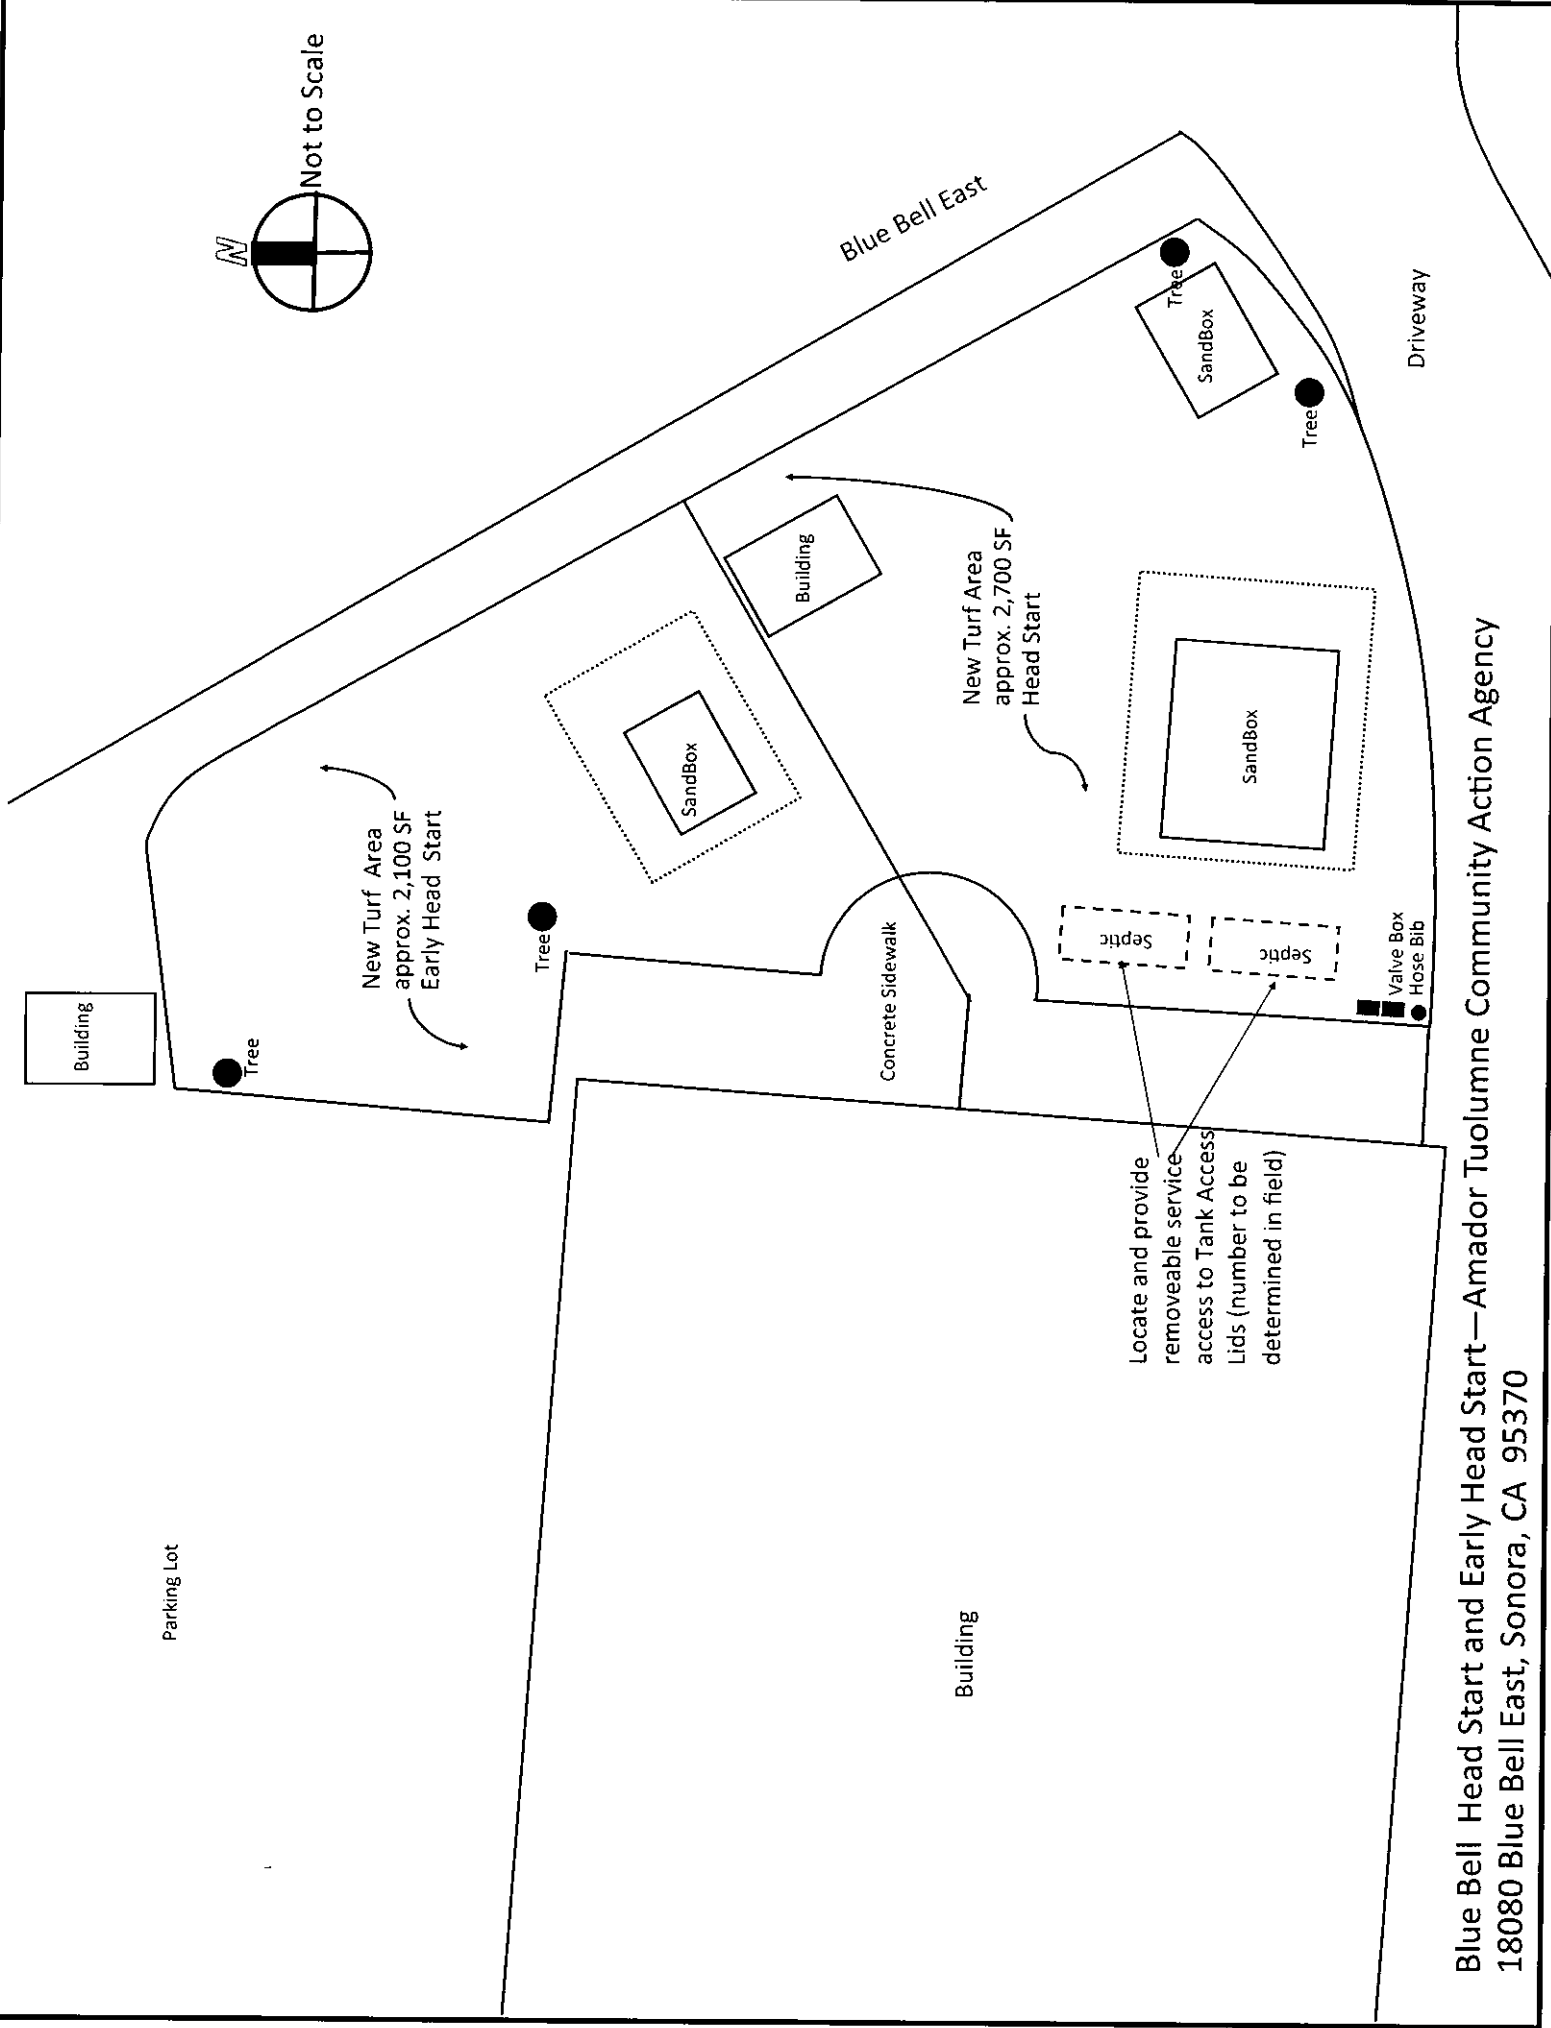 Parking Lot
Building
Tree
N
Not to Scale
New Turf Area
approx. 2,100 SF
Early Head Start
Tree
SandBox
Building
Blue Bell East
Concrete Sidewalk
New Turf Area
approx. 2,700 SF
Head Start
Building
Locate and provide
removeable service
access to Tank Access
Lids (number to be
determined in field)
Septic
Septic
SandBox
SandBox
Tree
Tree
Valve Box
Hose Bib
Driveway
Blue Bell Head Start and Early Head Start—Amador Tuolumne Community Action Agency
18080 Blue Bell East, Sonora, CA 95370